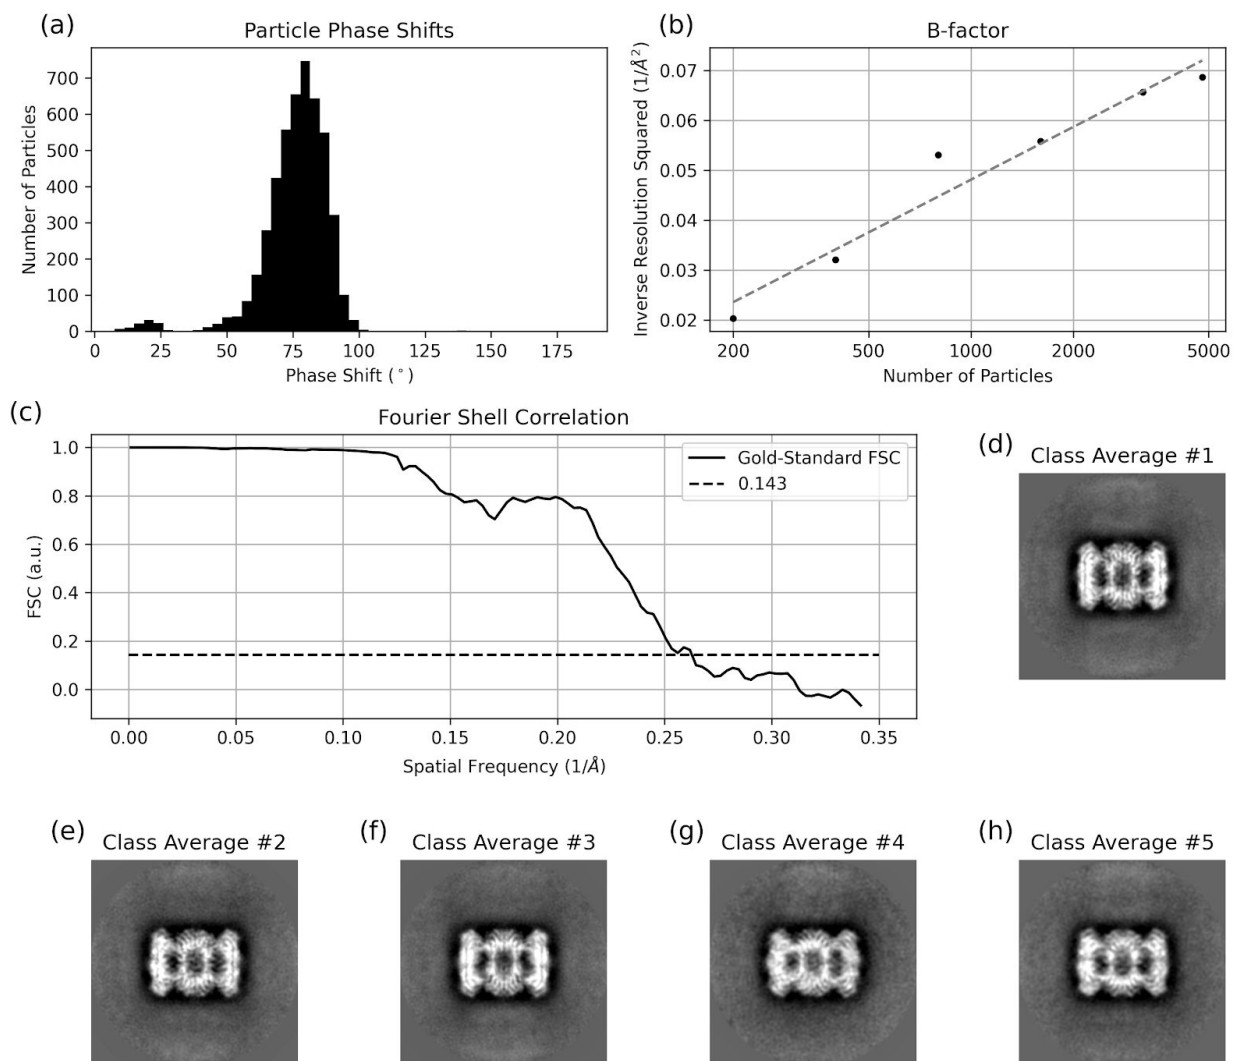 (a)
Particle Phase Shifts
Number of Particles
700
600
500
400
300
200
100
0
0
25
50
75
100
125
150
175
Phase Shift (°)
(b)
B-factor
Inverse Resolution Squared (1/Å²)
0.07
0.06
0.05
0.04
0.03
0.02
200
500
1000
2000
5000
Number of Particles
(c)
Fourier Shell Correlation
FSC (a.u.)
1.0
0.8
0.6
0.4
0.2
0.0
Gold-Standard FSC
0.143
0.00
0.05
0.10
0.15
0.20
0.25
0.30
0.35
Spatial Frequency (1/Å)
(d)
Class Average #1
(e)
Class Average #2
(f)
Class Average #3
(g)
Class Average #4
(h)
Class Average #5